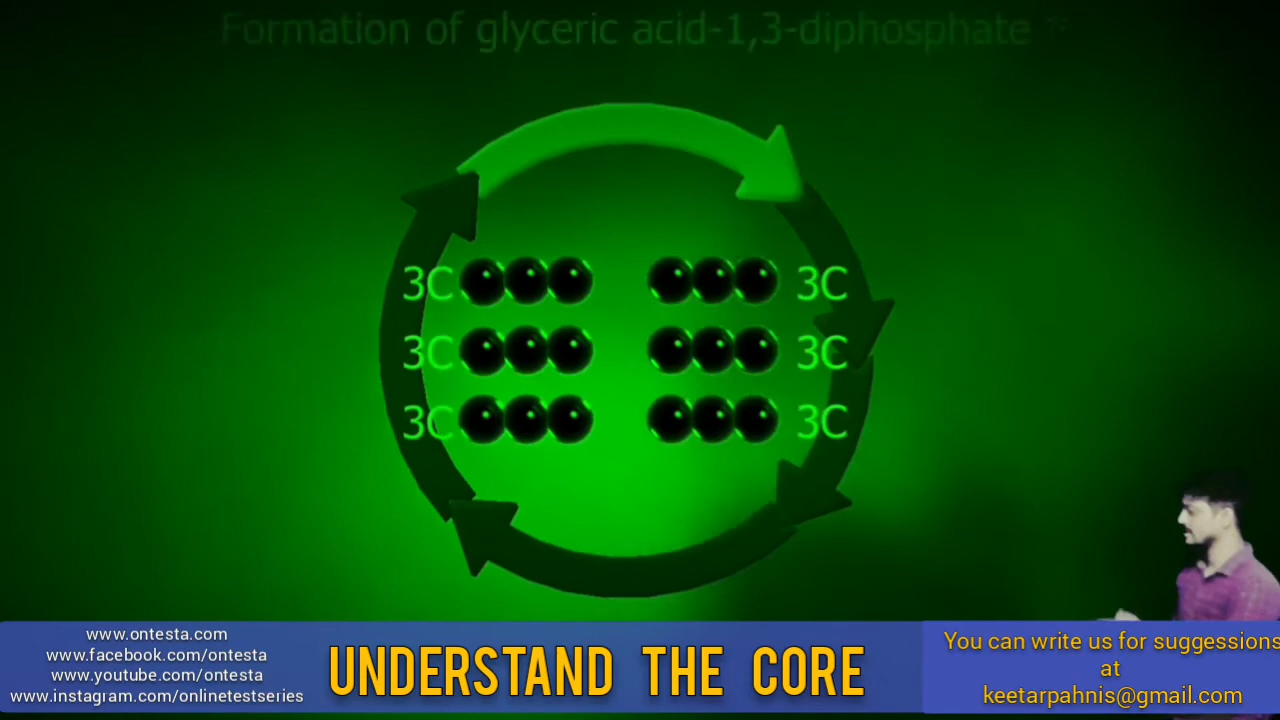 Formation of glyceric acid-1,3-diphosphate
3C 3C
3C 3C
3C 3C
www.ontesta.com
www.facebook.com/ontesta
www.youtube.com/ontesta
www.instagram.com/onlinetestseries
UNDERSTAND THE CORE
You can write us for suggessions
at
keetarpahnis@gmail.com